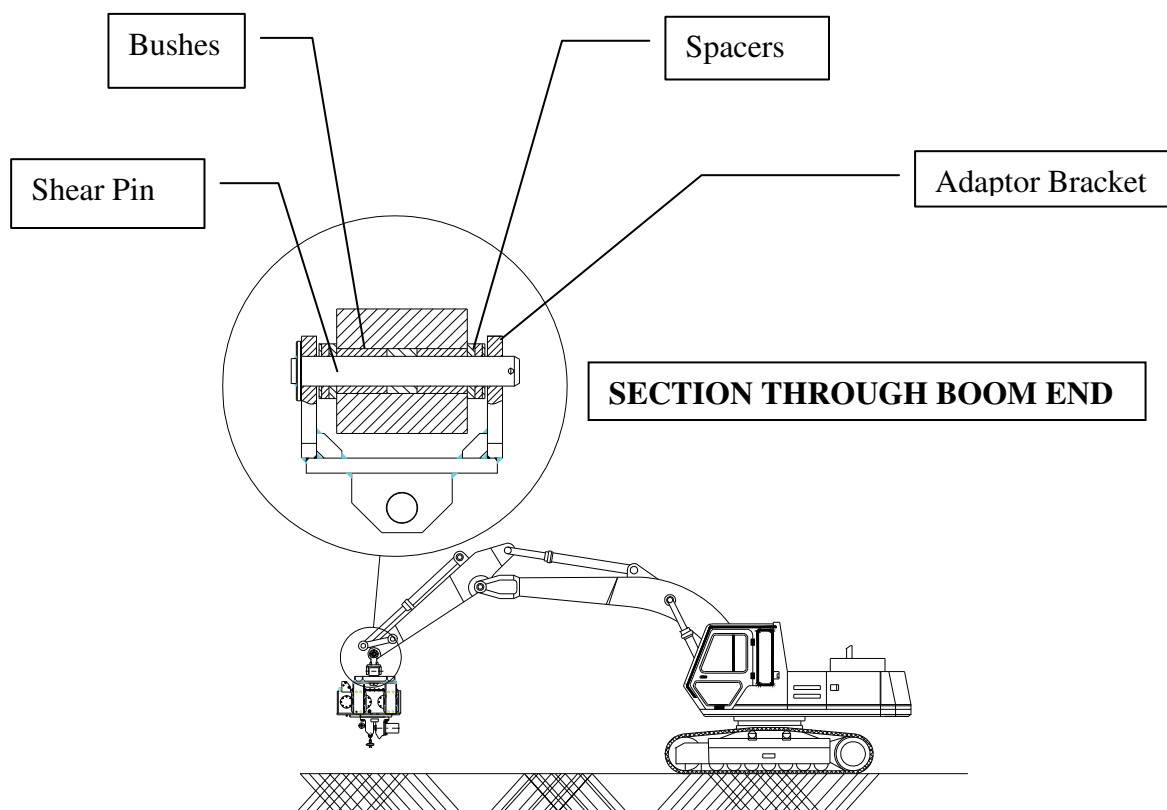 Bushes
Spacers
Shear Pin
Adaptor Bracket
SECTION THROUGH BOOM END